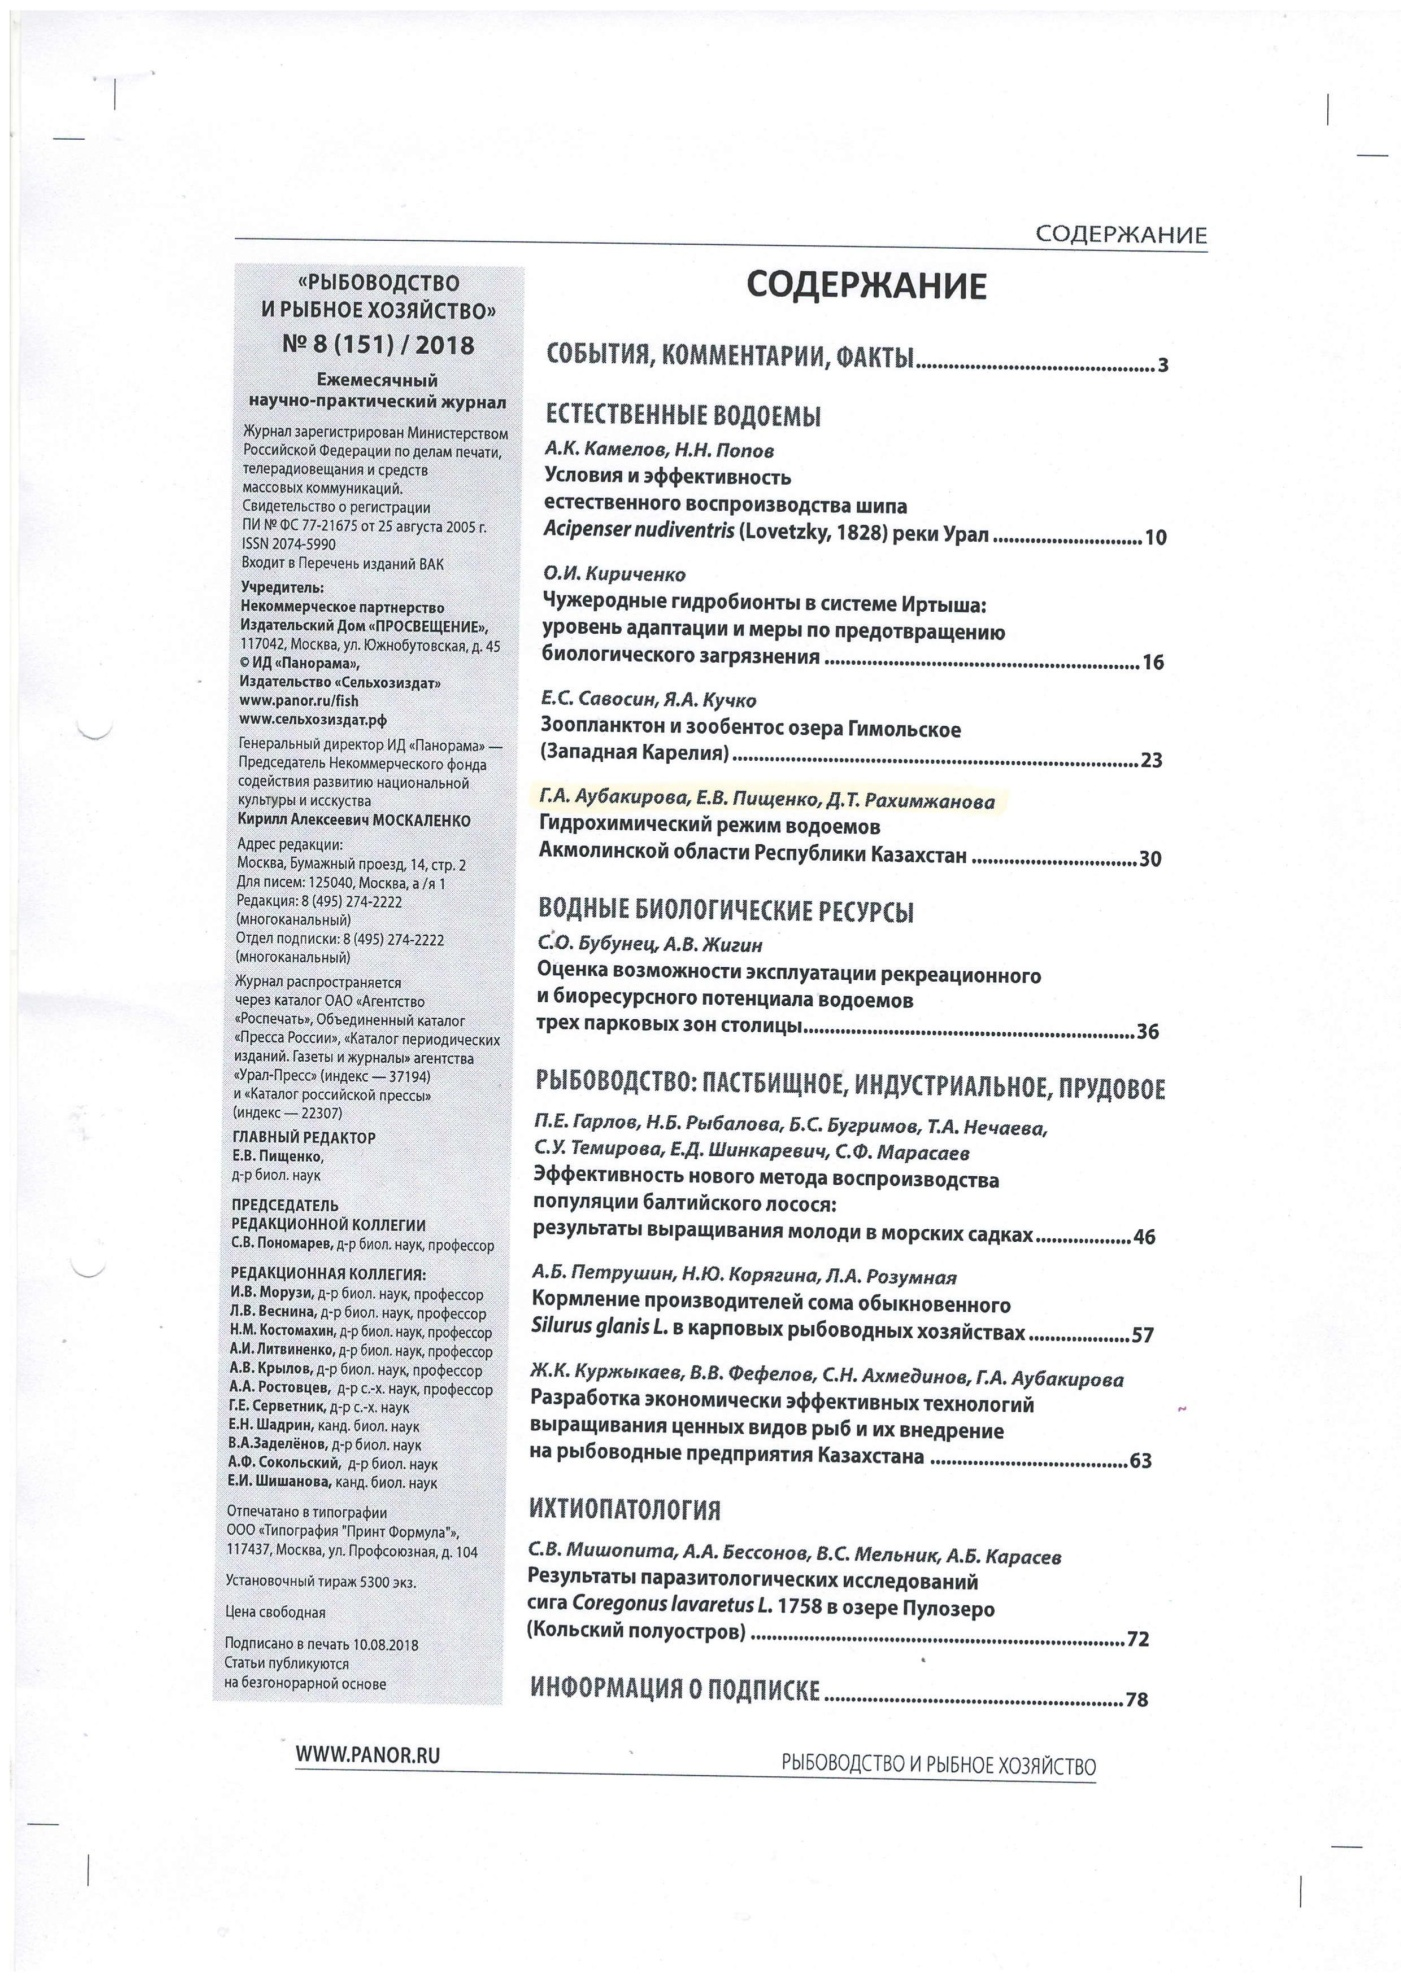 СОДЕРЖАНИЕ
«РЫБОВОДСТВО
И РЫБНОЕ ХОЗЯЙСТВО»
№ 8 (151) / 2018
Ежемесячный
научно-практический журнал
Журнал зарегистрирован Министерством
Российской Федерации по делам печати,
телерадиовещания и средств
массовых коммуникаций.
Свидетельство о регистрации
ПИ № ФС 77-21675 от 25 августа 2005 г.
ISSN 2074-5990
Входит в Перечень изданий ВАК
Учредитель:
Некоммерческое партнерство
Издательский Дом «ПРОСВЕЩЕНИЕ»,
117042, Москва, ул. Южнобутовская, д. 45
© ИД «Панорама»,
Издательство «Сельхозиздат»
www.panor.ru/fish
www.сельхозиздат.рф
Генеральный директор ИД «Панорама» —
Председатель Некоммерческого фонда
содействия развитию национальной
культуры и исскуства
Кирилл Алексеевич МОСКАЛЕНКО
Адрес редакции:
Москва, Бумажный проезд, 14, стр. 2
Для писем: 125040, Москва, а /я 1
Редакция: 8 (495) 274-2222
(многоканальный)
Отдел подписки: 8 (495) 274-2222
(многоканальный)
Журнал распространяется
через каталог ОАО «Агентство
«Роспечать», Объединенный каталог
«Пресса России», «Каталог периодических
изданий. Газеты и журналы» агентства
«Урал-Пресс» (индекс — 37194)
и «Каталог российской прессы»
(индекс — 22307)
ГЛАВНЫЙ РЕДАКТОР
Е.В. Пищенко,
д-р биол. наук
ПРЕДСЕДАТЕЛЬ
РЕДАКЦИОННОЙ КОЛЛЕГИИ
С.В. Пономарев, д-р биол. наук, профессор
РЕДАКЦИОННАЯ КОЛЛЕГИЯ:
И.В. Морузи, д-р биол. наук, профессор
Л.В. Веснина, д-р биол. наук, профессор
Н.М. Костомахин, д-р биол. наук, профессор
А.И. Литвиненко, д-р биол. наук, профессор
А.В. Крылов, д-р биол. наук, профессор
А.А. Ростовцев, д-р с.-х. наук, профессор
Г.Е. Серветник, д-р с.-х. наук
Е.Н. Шадрин, канд. биол. наук
В.А.Заделёнов, д-р биол. наук
А.Ф. Сокольский, д-р биол. наук
Е.И. Шишанова, канд. биол. наук
Отпечатано в типографии
ООО «Типография "Принт Формула"»,
117437, Москва, ул. Профсоюзная, д. 104
Установочный тираж 5300 экз.
Цена свободная
Подписано в печать 10.08.2018
Статьи публикуются
на безгонорарной основе
СОДЕРЖАНИЕ
СОБЫТИЯ, КОММЕНТАРИИ, ФАКТЫ........................................3
ЕСТЕСТВЕННЫЕ ВОДОЕМЫ
А.К. Камелов, Н.Н. Попов
Условия и эффективность
естественного воспроизводства шипа
Acipenser nudiventris (Lovetzky, 1828) реки Урал ..........................10
О.И. Кириченко
Чужеродные гидробионты в системе Иртыша:
уровень адаптации и меры по предотвращению
биологического загрязнения .....................................................16
Е.С. Савосин, Я.А. Кучко
Зоопланктон и зообентос озера Гимольское
(Западная Карелия).....................................................................23
Г.А. Аубакирова, Е.В. Пищенко, Д.Т. Рахимжанова
Гидрохимический режим водоемов
Акмолинской области Республики Казахстан ............................30
ВОДНЫЕ БИОЛОГИЧЕСКИЕ РЕСУРСЫ
С.О. Бубунец, А.В. Жигин
Оценка возможности эксплуатации рекреационного
и биоресурсного потенциала водоемов
трех парковых зон столицы.........................................................36
РЫБОВОДСТВО: ПАСТБИЩНОЕ, ИНДУСТРИАЛЬНОЕ, ПРУДОВОЕ
П.Е. Гарлов, Н.Б. Рыбалова, Б.С. Бугримов, Т.А. Нечаева,
С.У. Темирова, Е.Д. Шинкаревич, С.Ф. Марасаев
Эффективность нового метода воспроизводства
популяции балтийского лосося:
результаты выращивания молоди в морских садках.................46
А.Б. Петрушин, Н.Ю. Корягина, Л.А. Розумная
Кормление производителей сома обыкновенного
Silurus glanis L. в карповых рыбоводных хозяйствах..................57
Ж.К. Куржыкаев, В.В. Фефелов, С.Н. Ахмединов, Г.А. Аубакирова
Разработка экономически эффективных технологий
выращивания ценных видов рыб и их внедрение
на рыбоводные предприятия Казахстана ..................................63
ИХТИОПАТОЛОГИЯ
С.В. Мишопита, А.А. Бессонов, В.С. Мельник, А.Б. Карасев
Результаты паразитологических исследований
сига Coregonus lavaretus L. 1758 в озере Пулозеро
(Кольский полуостров) ................................................................72
ИНФОРМАЦИЯ О ПОДПИСКЕ...................................................78
WWW.PANOR.RU
РЫБОВОДСТВО И РЫБНОЕ ХОЗЯЙСТВО